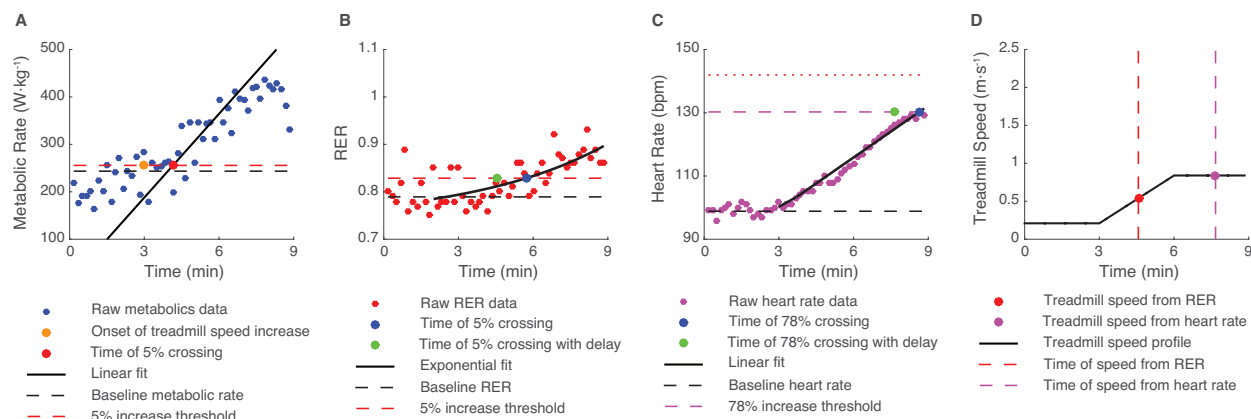 A
B
C
D
500
400
300
200
100
0
3
6
9
Metabolic Rate (W·kg⁻¹)
Time (min)
Raw metabolics data
Onset of treadmill speed increase
Time of 5% crossing
Linear fit
Baseline metabolic rate
5% increase threshold
1.1
1
0.9
0.8
0.7
0
3
6
9
RER
Time (min)
Raw RER data
Time of 5% crossing
Time of 5% crossing with delay
Exponential fit
Baseline RER
5% increase threshold
150
130
110
90
0
3
6
9
Heart Rate (bpm)
Time (min)
Raw heart rate data
Time of 78% crossing
Time of 78% crossing with delay
Linear fit
Baseline heart rate
78% increase threshold
2.5
2
1.5
1
0.5
0
0
3
6
9
Treadmill Speed (m·s⁻¹)
Time (min)
Treadmill speed from RER
Treadmill speed from heart rate
Treadmill speed profile
Time of speed from RER
Time of speed from heart rate